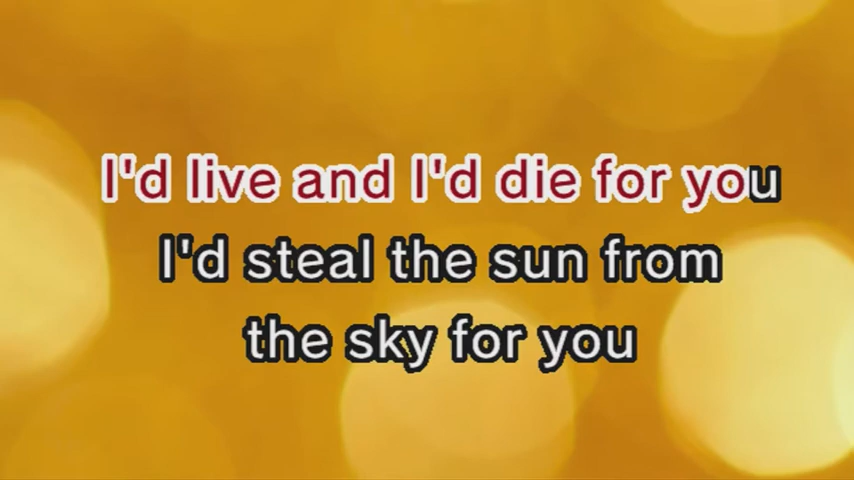 I'd live and I'd die for you
I'd steal the sun from
the sky for you